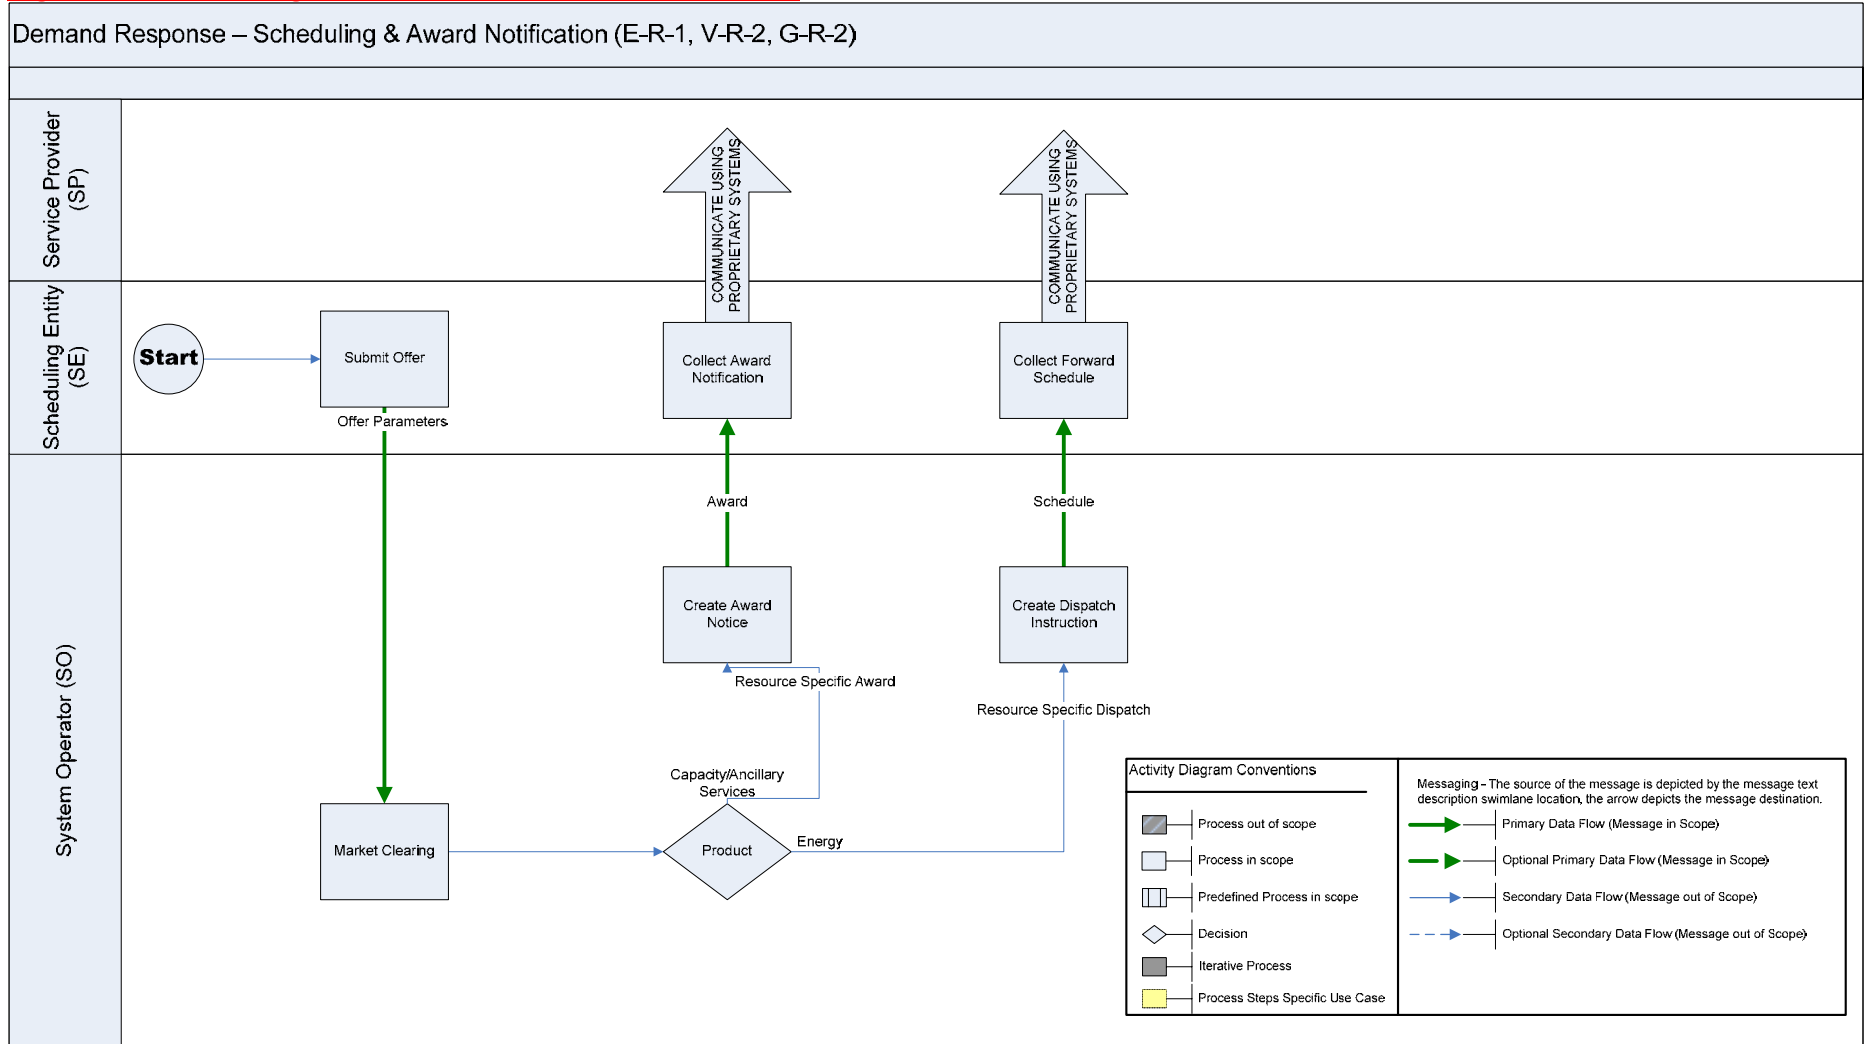 Demand Response – Scheduling & Award Notification (E-R-1, V-R-2, G-R-2)
Service Provider
(SP)
COMMUNICATE USING
PROPRIETARY SYSTEMS
COMMUNICATE USING
PROPRIETARY SYSTEMS
Scheduling Entity
(SE)
Start
Submit Offer
Collect Award
Notification
Collect Forward
Schedule
Offer Parameters
System Operator (SO)
Award
Schedule
Create Award
Notice
Create Dispatch
Instruction
Resource Specific Award
Resource Specific Dispatch
Capacity/Ancillary
Services
Market Clearing
Product
Energy
Activity Diagram Conventions
Process out of scope
Process in scope
Predefined Process in scope
Decision
Iterative Process
Process Steps Specific Use Case
Messaging – The source of the message is depicted by the message text
description swimlane location, the arrow depicts the message destination.
Primary Data Flow (Message in Scope)
Optional Primary Data Flow (Message in Scope)
Secondary Data Flow (Message out of Scope)
Optional Secondary Data Flow (Message out of Scope)